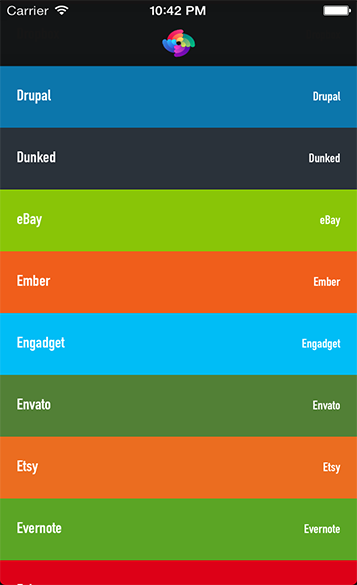 Carrier 10:42 PM
Drupal Drupal
Dunked Dunked
eBay eBay
Ember Ember
Engadget Engadget
Envato Envato
Etsy Etsy
Evernote Evernote